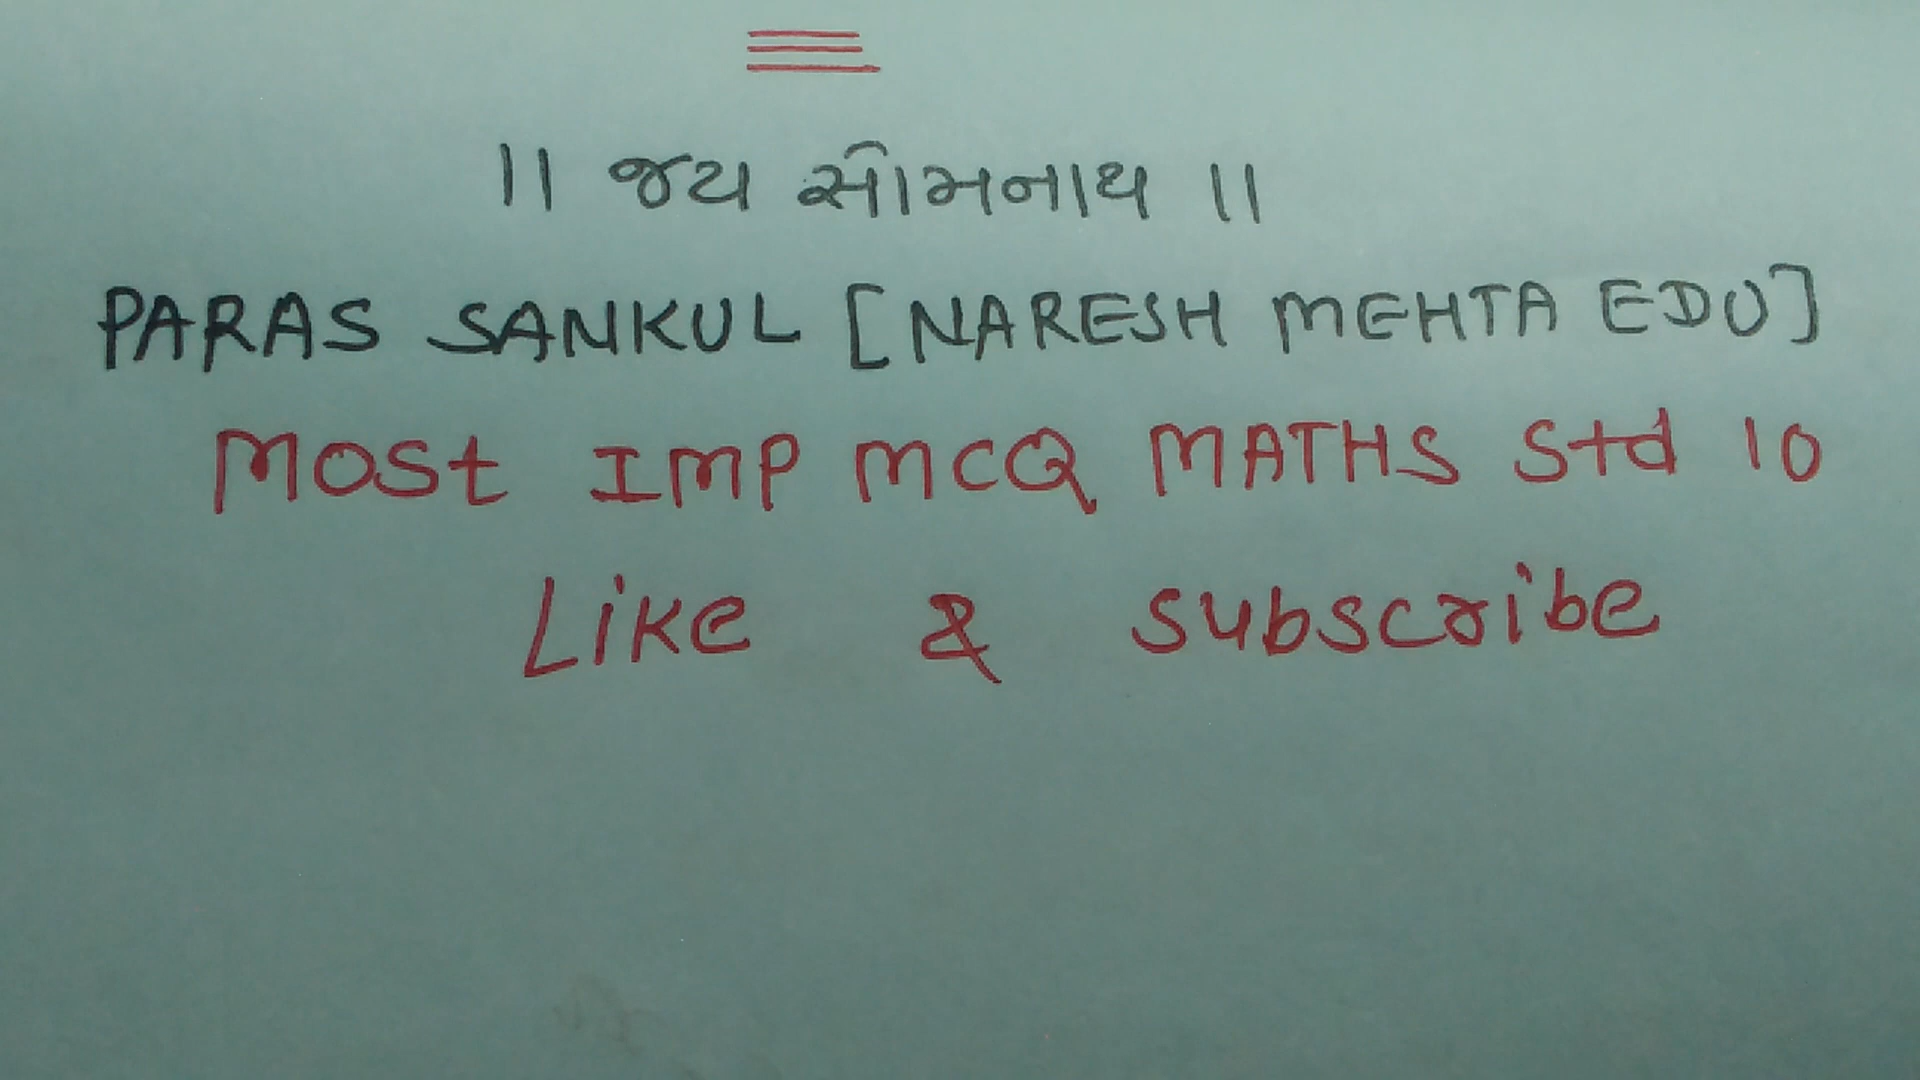 ॥ જય સોમનાથ ॥
PARAS SANKUL [NARESH MEHTA EDU]
MOSt IMP MCQ MATHS Std 10
Like & Subscribe